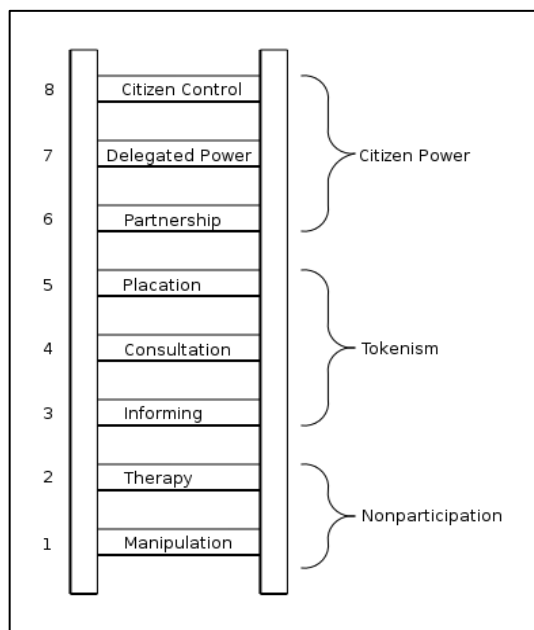 8 Citizen Control
7 Delegated Power
Citizen Power
6 Partnership
5 Placation
4 Consultation
Tokenism
3 Informing
2 Therapy
Nonparticipation
1 Manipulation